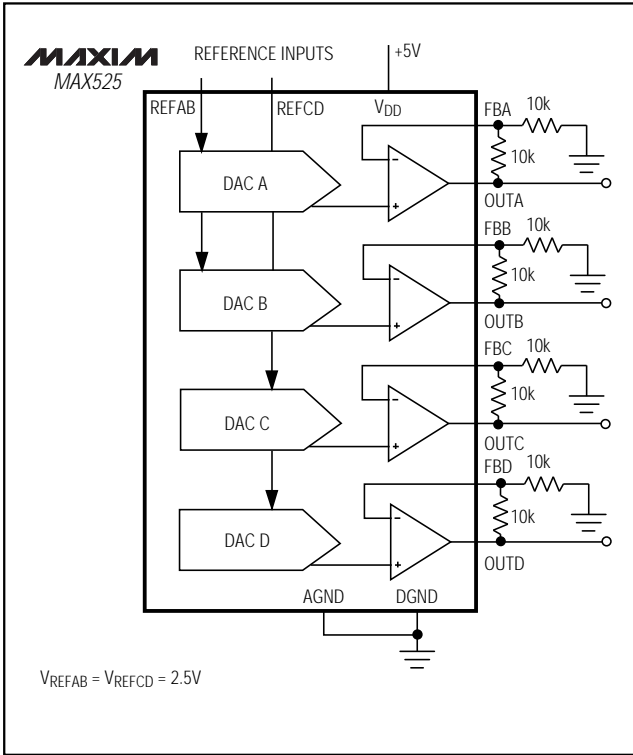 MAXIM
MAX525
REFERENCE INPUTS
+5V
REFAB
REFCD
VDD
FBA
10k
10k
DAC A
OUTA
FBB
10k
10k
DAC B
OUTB
FBC
10k
10k
DAC C
OUTC
FBD
10k
10k
DAC D
OUTD
AGND
DGND
VREFAB = VREFCD = 2.5V
-
+
-
+
-
+
-
+